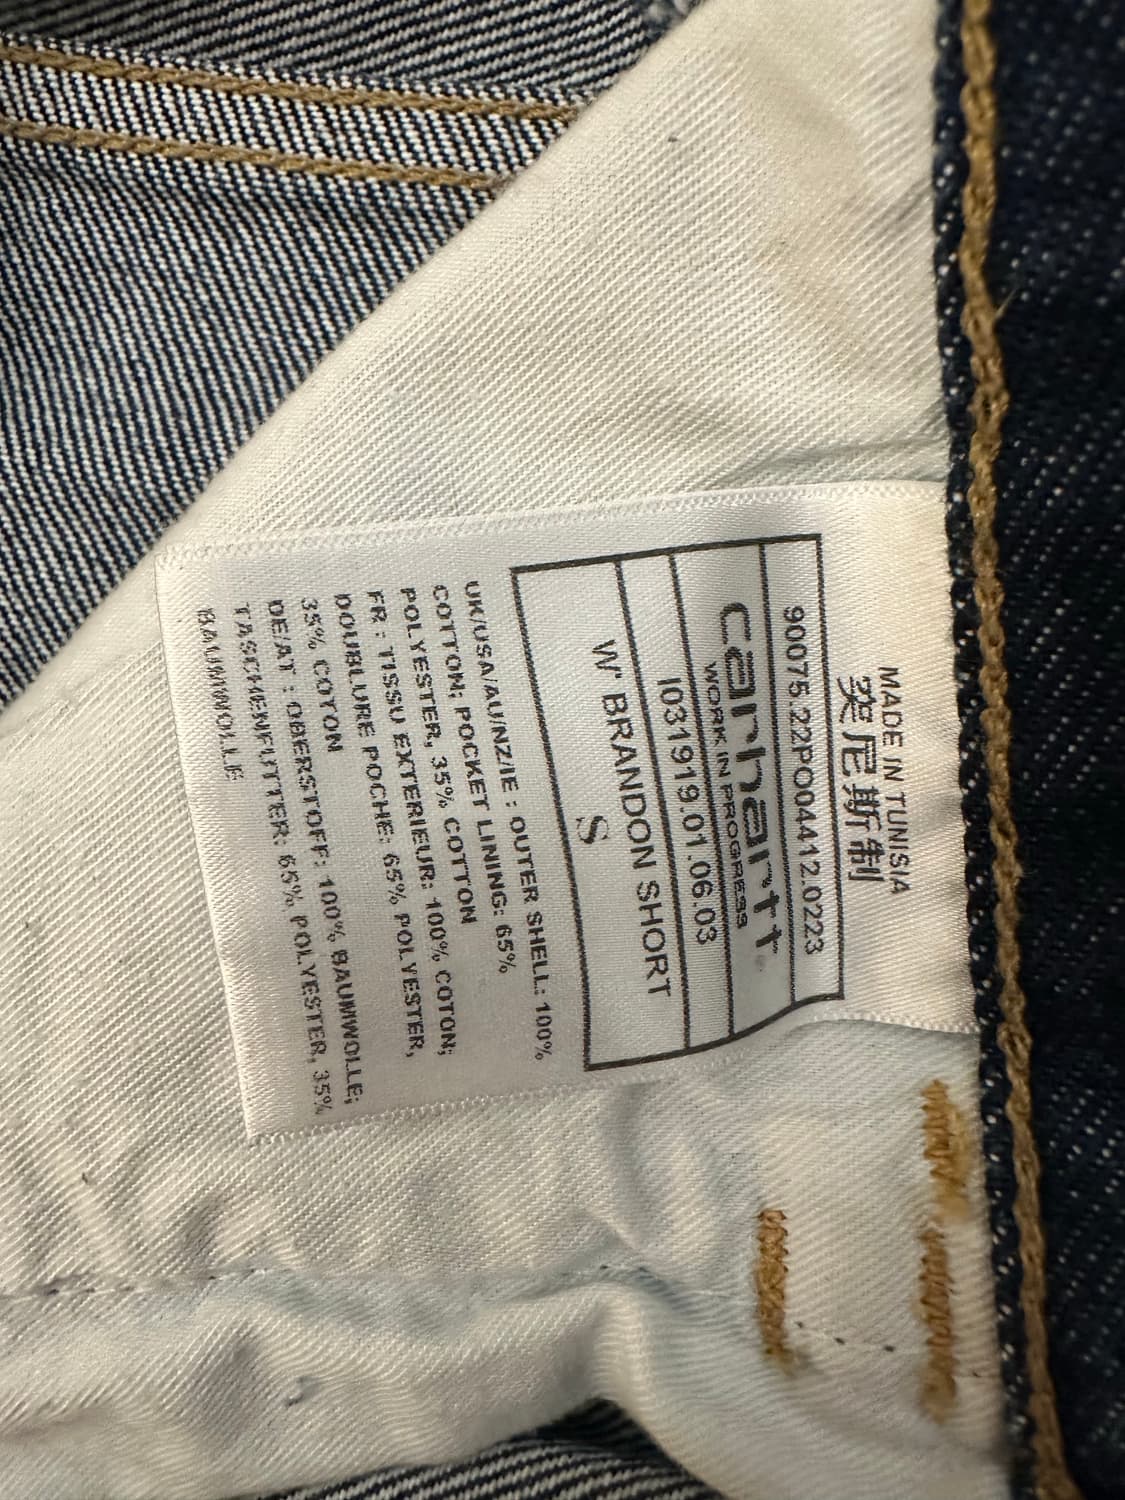 MADE IN TUNISIA
突尼斯制
90075.22PO04412.0223
carhartt
WORK IN PROGRESS
I031919.01.06.03
W' BRANDON SHORT
S
UK/USA/AU/NZ/IE : OUTER SHELL: 100%
COTTON; POCKET LINING: 65%
POLYESTER, 35% COTTON
FR : TISSU EXTERIEUR: 100% COTON;
DOUBLURE POCHE: 65% POLYESTER,
35% COTON
DE/AT : OBERSTOFF: 100% BAUMWOLLE;
TASCHENFUTTER: 65% POLYESTER, 35%
BAUMWOLLE